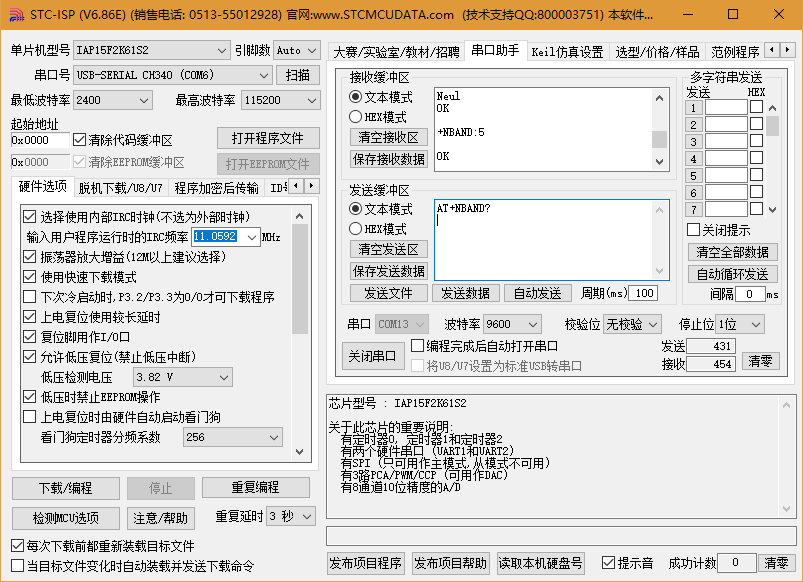 STC-ISP (V6.86E) (销售电话: 0513-55012928) 官网:www.STCMCUDATA.com (技术支持QQ:800003751) 本软件...
单片机型号 IAP15F2K61S2 引脚数 Auto
串口号 USB-SERIAL CH340 (COM6) 扫描
最低波特率 2400 最高波特率 115200
起始地址
0x0000 清除代码缓冲区 打开程序文件
0x0000 清除EEPROM缓冲区 打开EEPROM文件
硬件选项 脱机下载/U8/U7 程序加密后传输
选择使用内部IRC时钟(不选为外部时钟)
输入用户程序运行时的IRC频率 11.0592 MHz
振荡器放大增益(12M以上建议选择)
使用快速下载模式
下次冷启动时,P3.2/P3.3为0/0才可下载程序
上电复位使用较长延时
复位脚用作I/O口
允许低压复位(禁止低压中断)
低压检测电压 3.82 V
低压时禁止EEPROM操作
上电复位时由硬件自动启动看门狗
看门狗定时器分频系数 256
下载/编程 停止 重复编程
检测MCU选项 注意/帮助 重复延时 3 秒
每次下载前都重新装载目标文件
当目标文件变化时自动装载并发送下载命令
大赛/实验室/教材/招聘 串口助手 Keil仿真设置 选型/价格/样品 范例程序
接收缓冲区
文本模式
HEX模式
清空接收区
保存接收数据
Neul
OK
+NBAND:5
OK
发送缓冲区
文本模式
HEX模式
清空发送区
保存发送数据
AT+NBAND?
发送文件 发送数据 自动发送 周期(ms) 100
多字符串发送
发送 HEX
1
2
3
4
5
6
7
关闭提示
清空全部数据
自动循环发送
间隔 0 ms
串口 COM13 波特率 9600 校验位 无校验 停止位 1位
关闭串口 编程完成后自动打开串口
将U8/U7设置为标准USB转串口
发送 431
接收 454 清零
芯片型号 : IAP15F2K61S2
关于此芯片的重要说明:
有定时器0, 定时器1和定时器2
有两个硬件串口 (UART1和UART2)
有SPI (只可用作主模式,从模式不可用)
有3路PCA/PWM/CCP (可用作DAC)
有8通道10位精度的A/D
发布项目程序 发布项目帮助 读取本机硬盘号 提示音 成功计数 0 清零